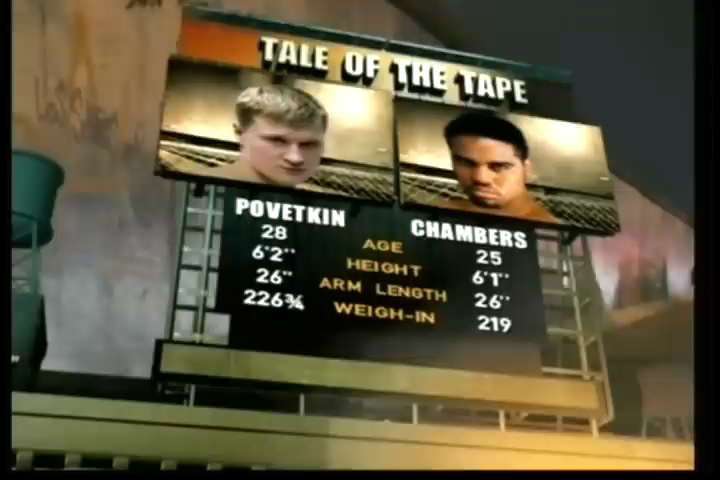 TALE OF THE TAPE
POVETKIN CHAMBERS
28 AGE 25
6'2" HEIGHT 6'1"
26" ARM LENGTH 26"
226¾ WEIGH-IN 219